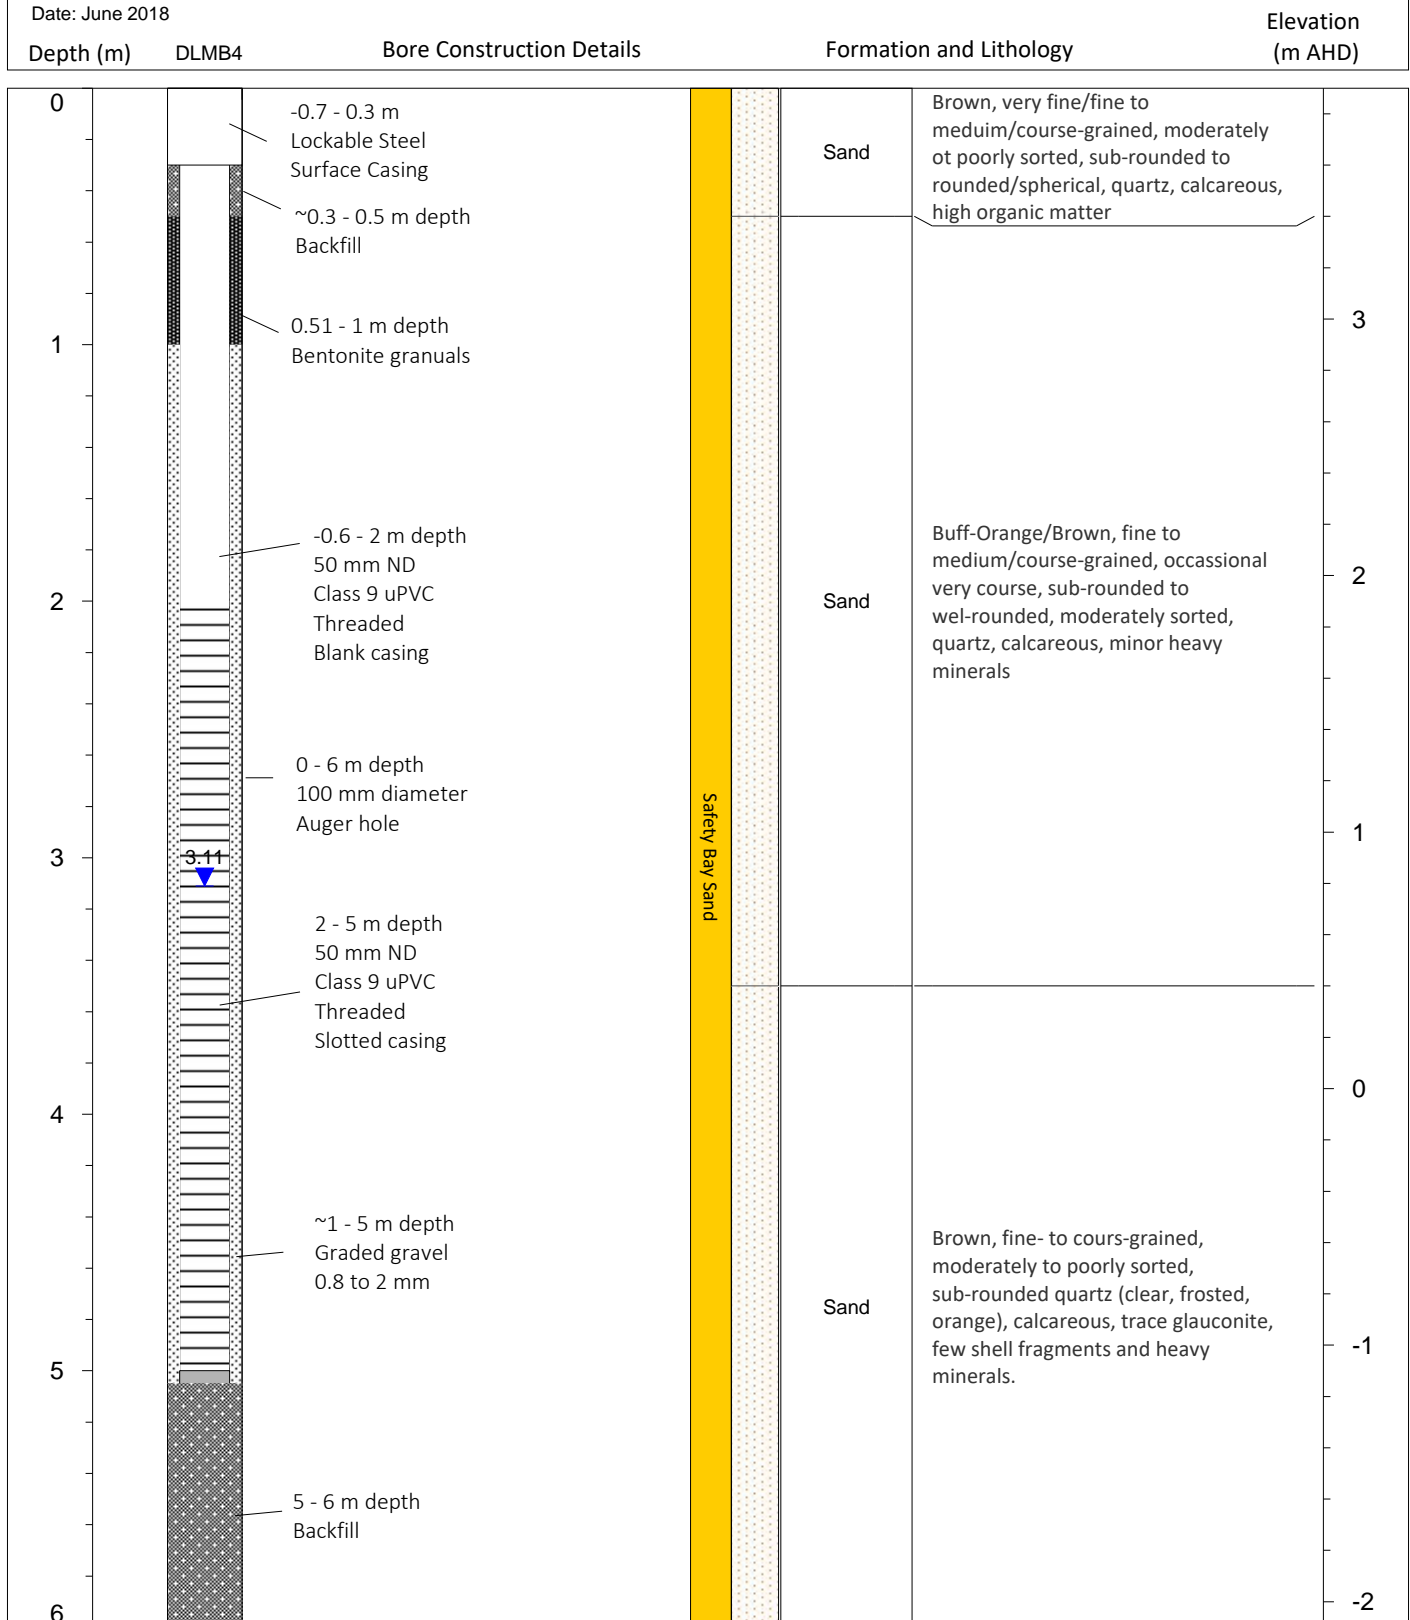 Date: June 2018
Depth (m)
DLMB4
Bore Construction Details
Formation and Lithology
Elevation
(m AHD)
0
1
2
3
4
5
6
-0.7 - 0.3 m
Lockable Steel
Surface Casing
~0.3 - 0.5 m depth
Backfill
0.51 - 1 m depth
Bentonite granuals
-0.6 - 2 m depth
50 mm ND
Class 9 uPVC
Threaded
Blank casing
0 - 6 m depth
100 mm diameter
Auger hole
3.11
2 - 5 m depth
50 mm ND
Class 9 uPVC
Threaded
Slotted casing
~1 - 5 m depth
Graded gravel
0.8 to 2 mm
5 - 6 m depth
Backfill
Safety Bay Sand
Sand
Brown, very fine/fine to
meduim/course-grained, moderately
ot poorly sorted, sub-rounded to
rounded/spherical, quartz, calcareous,
high organic matter
Sand
Buff-Orange/Brown, fine to
medium/course-grained, occassional
very course, sub-rounded to
wel-rounded, moderately sorted,
quartz, calcareous, minor heavy
minerals
Sand
Brown, fine- to cours-grained,
moderately to poorly sorted,
sub-rounded quartz (clear, frosted,
orange), calcareous, trace glauconite,
few shell fragments and heavy
minerals.
3
2
1
0
-1
-2